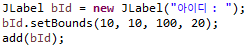 JLabel bId = new JLabel("아이디 : ");
bId.setBounds(10, 10, 100, 20);
add(bId);